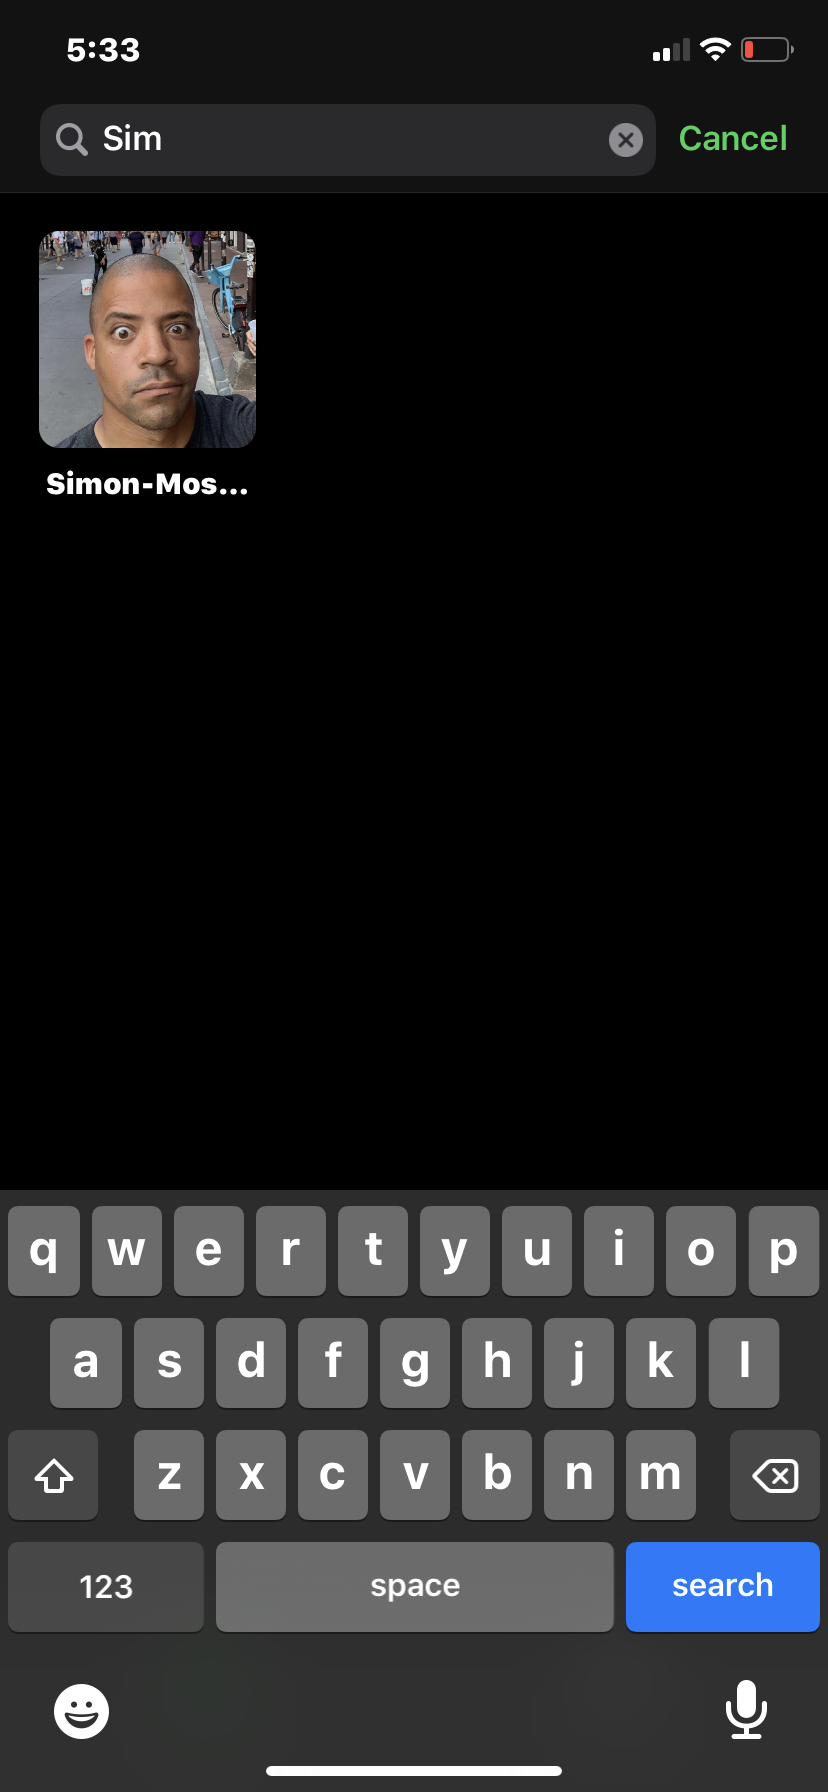 5:33
Sim
Cancel
Simon-Mos...
q w e r t y u i o p
a s d f g h j k l
z x c v b n m
123 space search